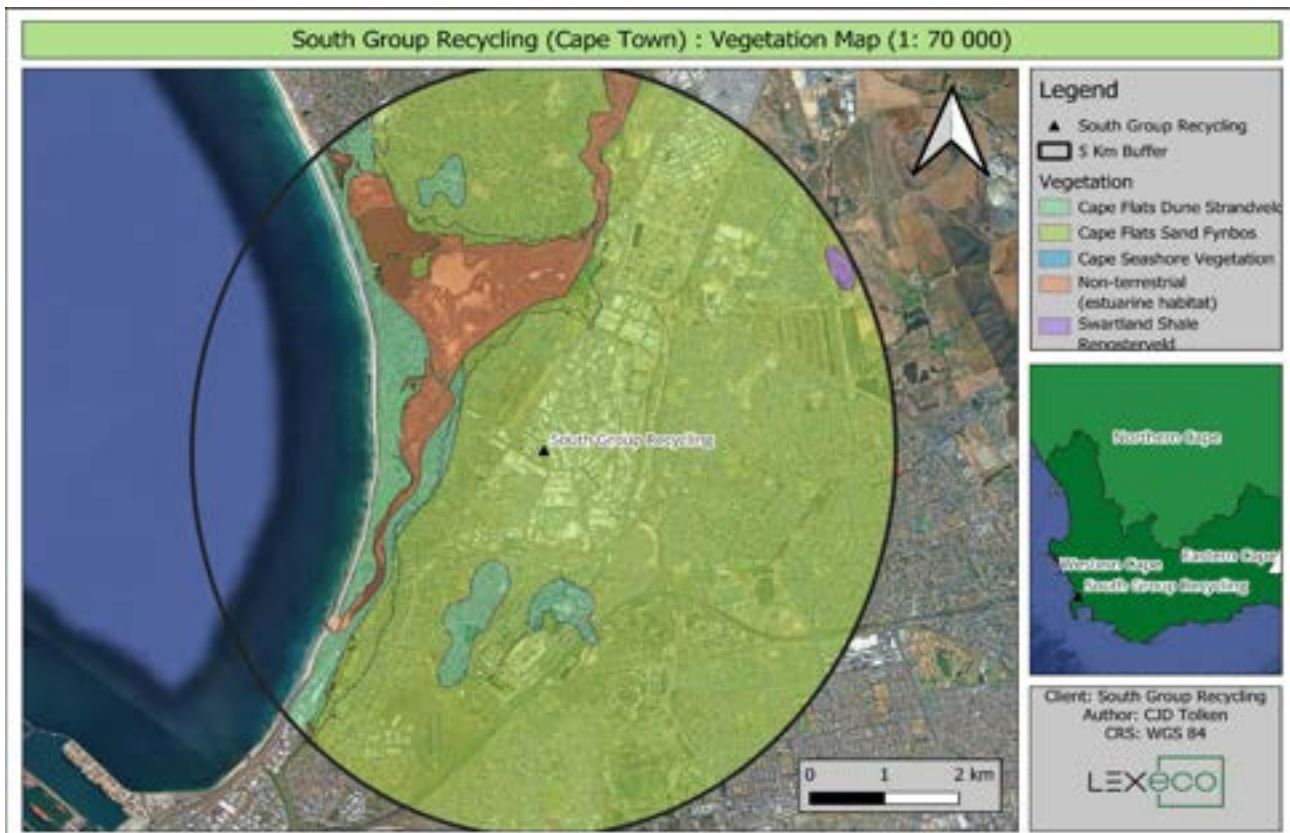 South Group Recycling (Cape Town) : Vegetation Map (1: 70 000)
South Group Recycling
0 1 2 km
Legend
South Group Recycling
5 Km Buffer
Vegetation
Cape Flats Dune Strandveld
Cape Flats Sand Fynbos
Cape Seashore Vegetation
Non-terrestrial
(estuarine habitat)
Swartland Shale
Renosterveld
Northern Cape
Eastern Cape
Western Cape
South Group Recycling
Client: South Group Recycling
Author: CJD Tolken
CRS: WGS 84
LEXeco